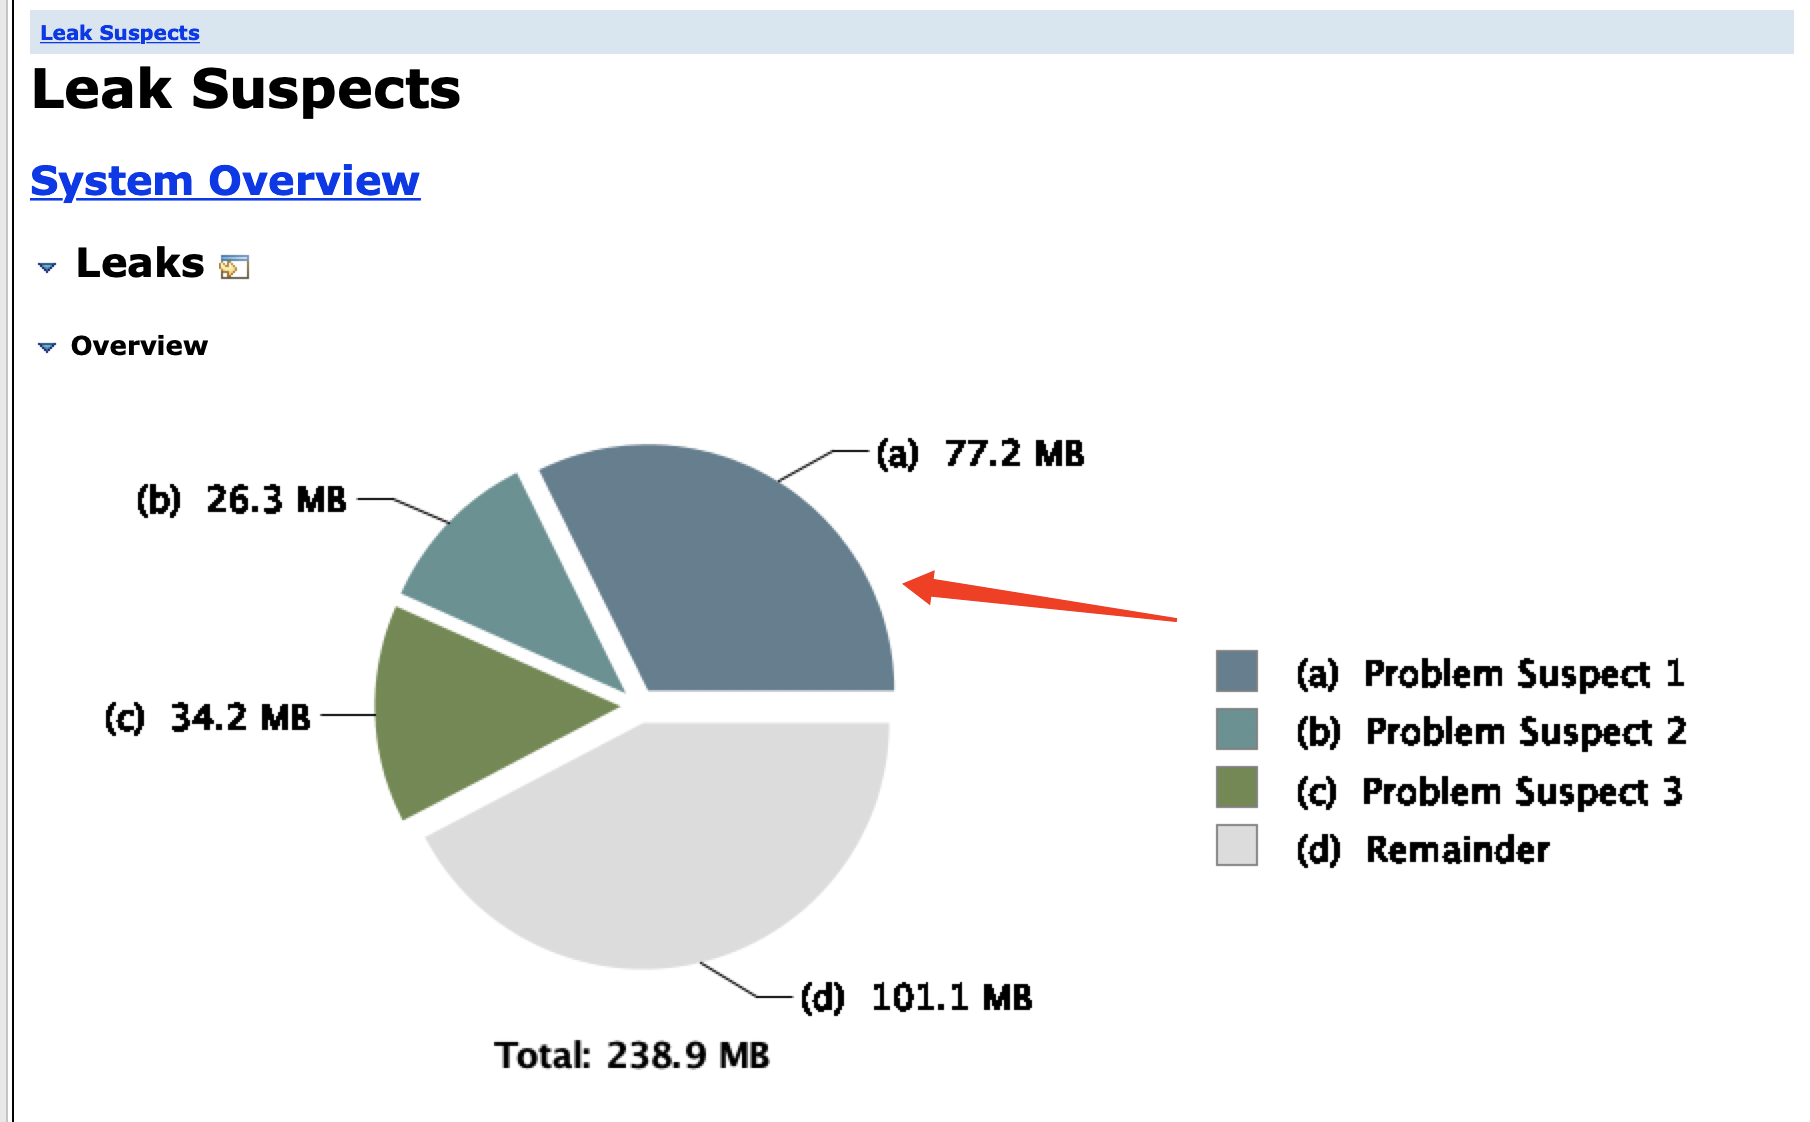 Leak Suspects
Leak Suspects
System Overview
Leaks
Overview
(a) 77.2 MB
(b) 26.3 MB
(c) 34.2 MB
(d) 101.1 MB
Total: 238.9 MB
(a) Problem Suspect 1
(b) Problem Suspect 2
(c) Problem Suspect 3
(d) Remainder